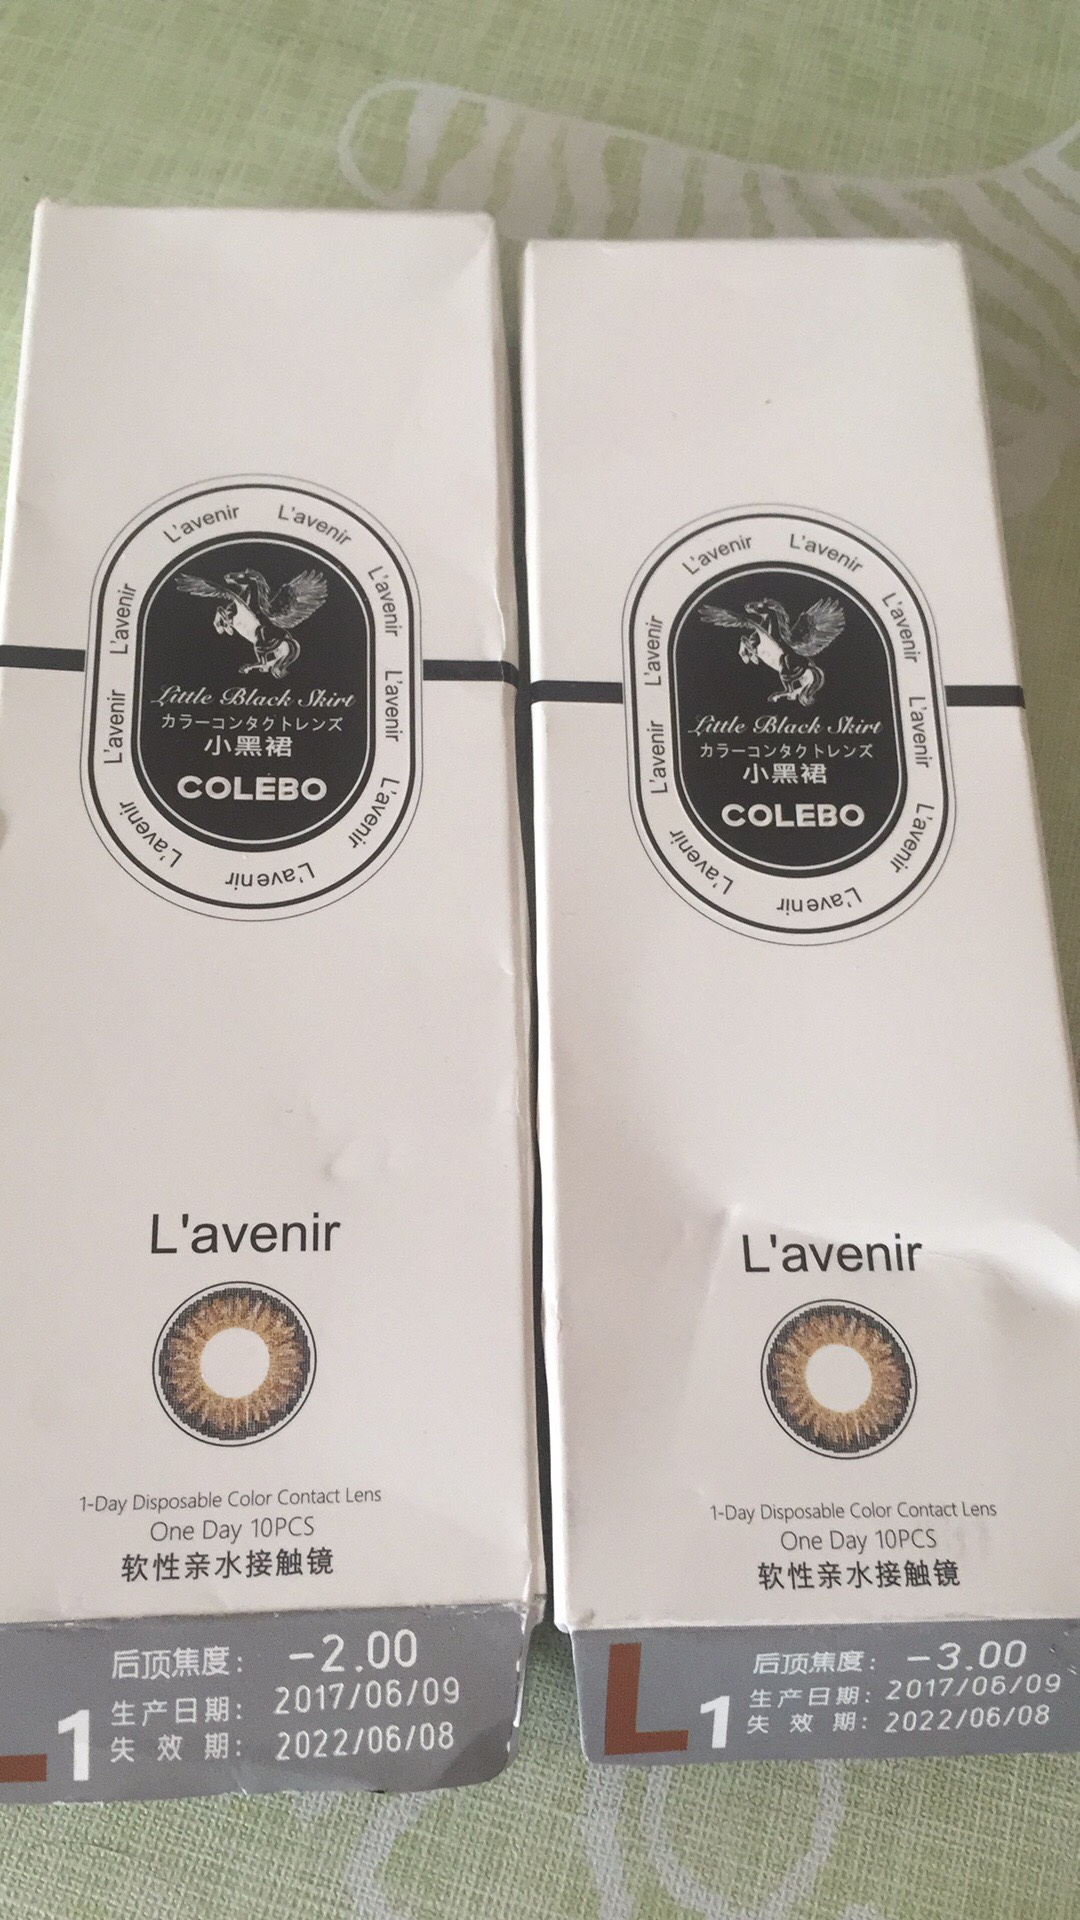 L'avenir L'avenir L'avenir L'avenir L'avenir L'avenir L'avenir L'avenir L'avenir
Little Black Skirt
カラーコンタクトレンズ
小黑裙
COLEBO
L'avenir
1-Day Disposable Color Contact Lens
One Day 10PCS
软性亲水接触镜
L1
后顶焦度: -2.00
生产日期: 2017/06/09
失 效 期: 2022/06/08
L'avenir L'avenir L'avenir L'avenir L'avenir L'avenir L'avenir L'avenir L'avenir
Little Black Skirt
カラーコンタクトレンズ
小黑裙
COLEBO
L'avenir
1-Day Disposable Color Contact Lens
One Day 10PCS
软性亲水接触镜
L1
后顶焦度: -3.00
生产日期: 2017/06/09
失 效 期: 2022/06/08